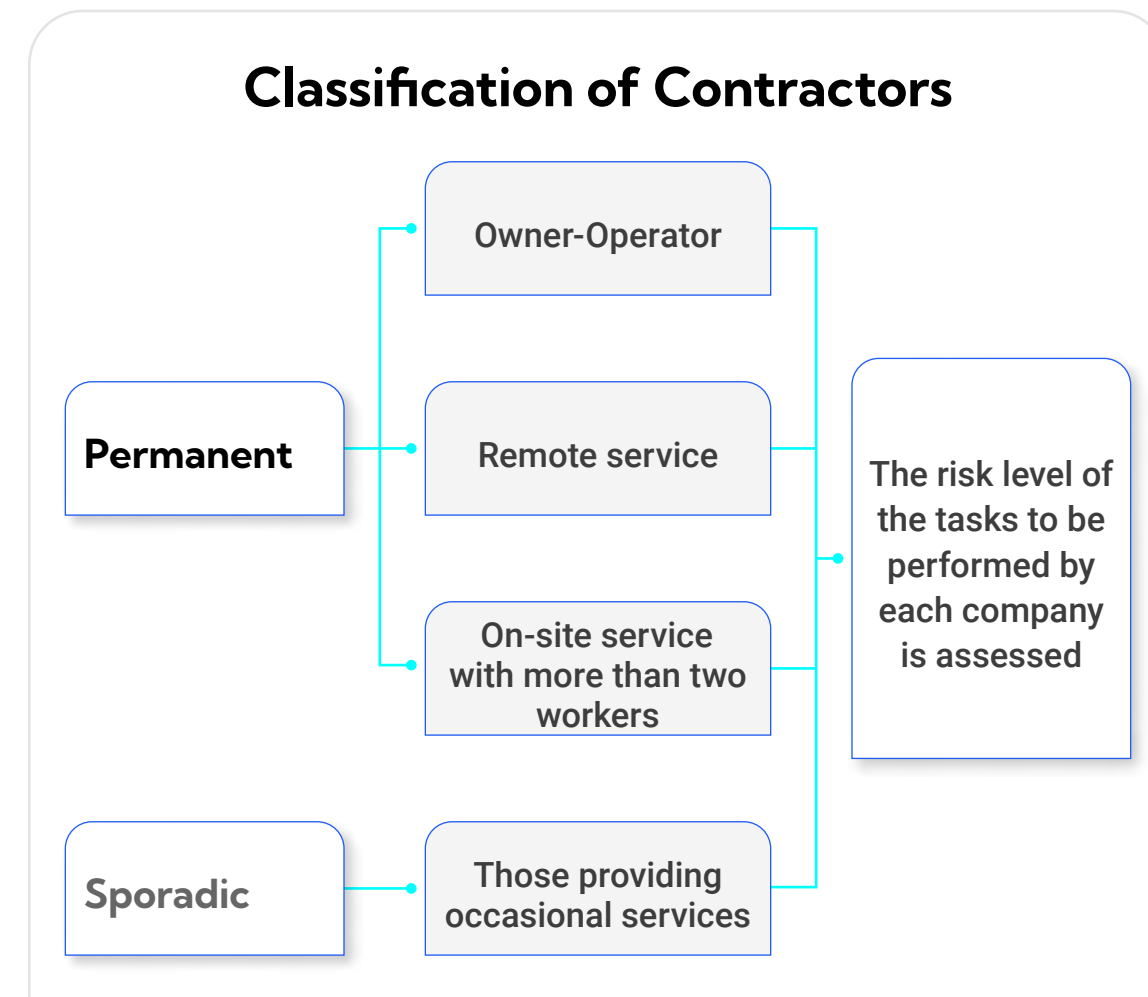 Classification of Contractors
Owner-Operator
Permanent
Remote service
On-site service
with more than two
workers
The risk level of
the tasks to be
performed by
each company
is assessed
Sporadic
Those providing
occasional services